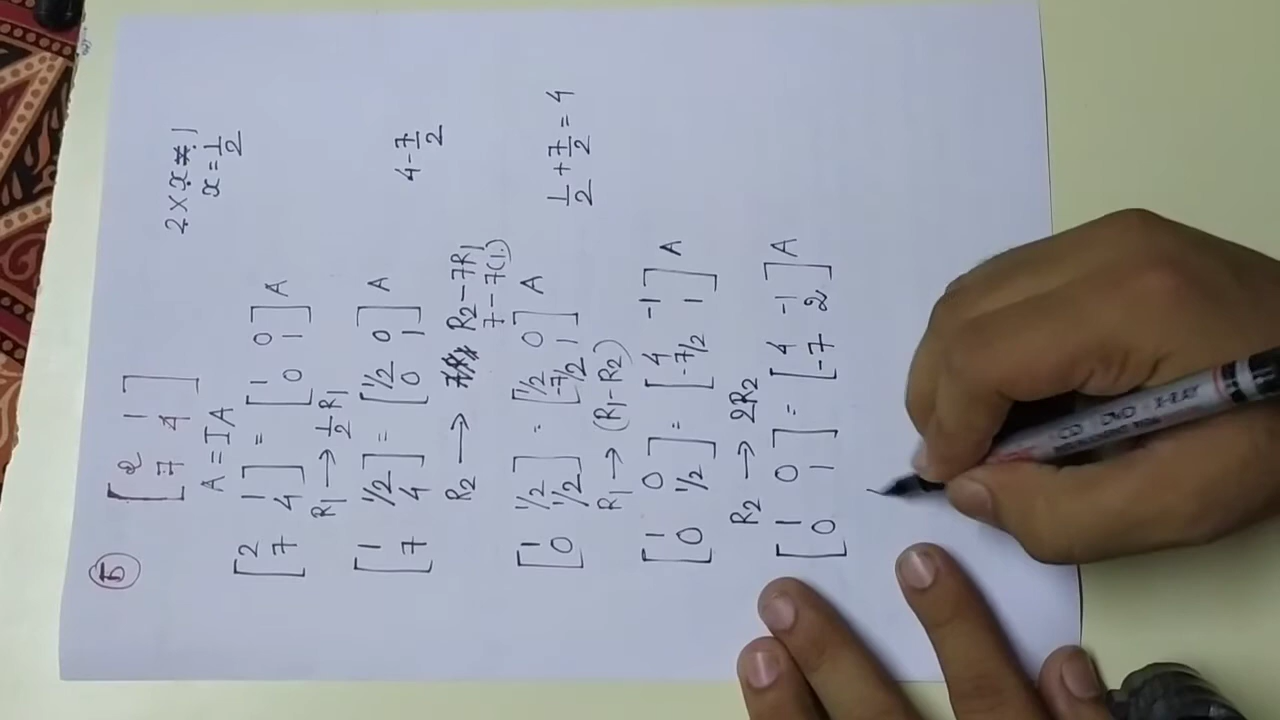 5
[2 1
7 4]
2 × x = 1
x = 1/2
A = IA
[2 1
7 4] = [1 0
0 1] A
R1 → 1/2 R1
[1 1/2
7 4] = [1/2 0
0 1] A
4 - 7/2
R2 → R2 - 7R1
7 - 7(1)
[1 1/2
0 1/2] = [1/2 0
-7/2 1] A
1/2 + 7/2 = 4
R1 → (R1 - R2)
[1 0
0 1/2] = [4 -1
-7/2 1] A
R2 → 2R2
[1 0
0 1] = [4 -1
-7 2] A
CD DVD X-RAY